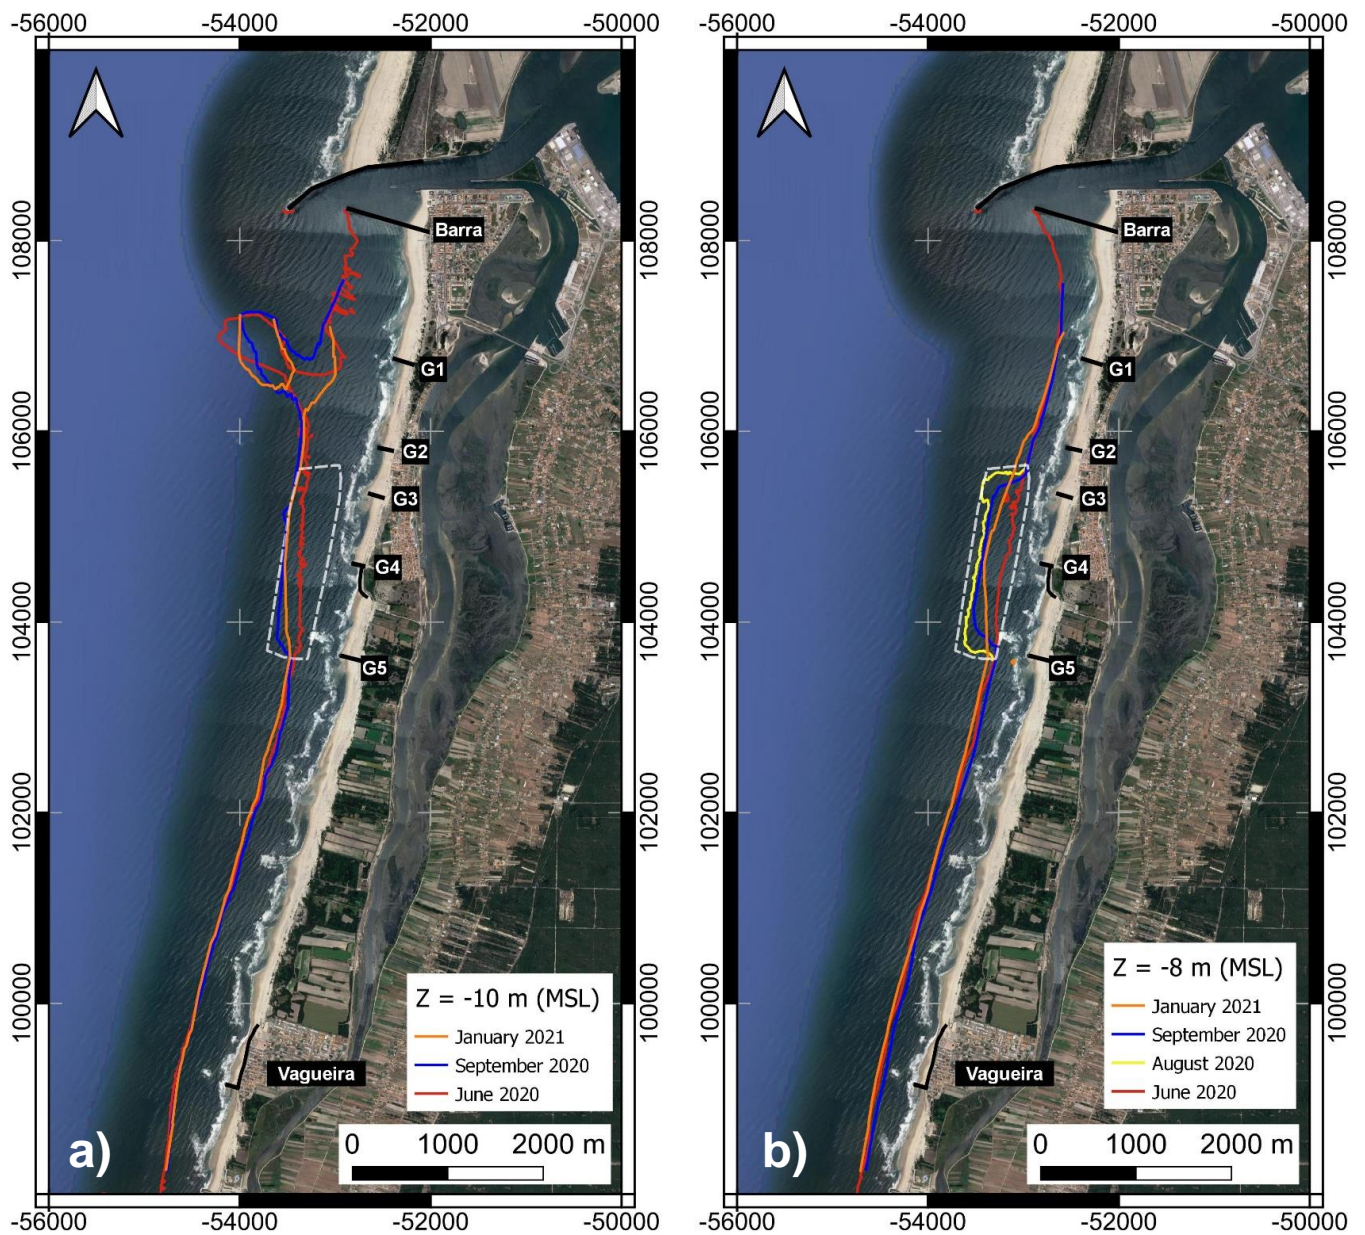 -56000 -54000 -52000 -50000
108000
106000
104000
102000
100000
Barra
G1
G2
G3
G4
G5
Vagueira
Z = -10 m (MSL)
January 2021
September 2020
June 2020
0 1000 2000 m
a)
108000
106000
104000
102000
100000
-56000 -54000 -52000 -50000
-56000 -54000 -52000 -50000
108000
106000
104000
102000
100000
Barra
G1
G2
G3
G4
G5
Vagueira
Z = -8 m (MSL)
January 2021
September 2020
August 2020
June 2020
0 1000 2000 m
b)
108000
106000
104000
102000
100000
-56000 -54000 -52000 -50000